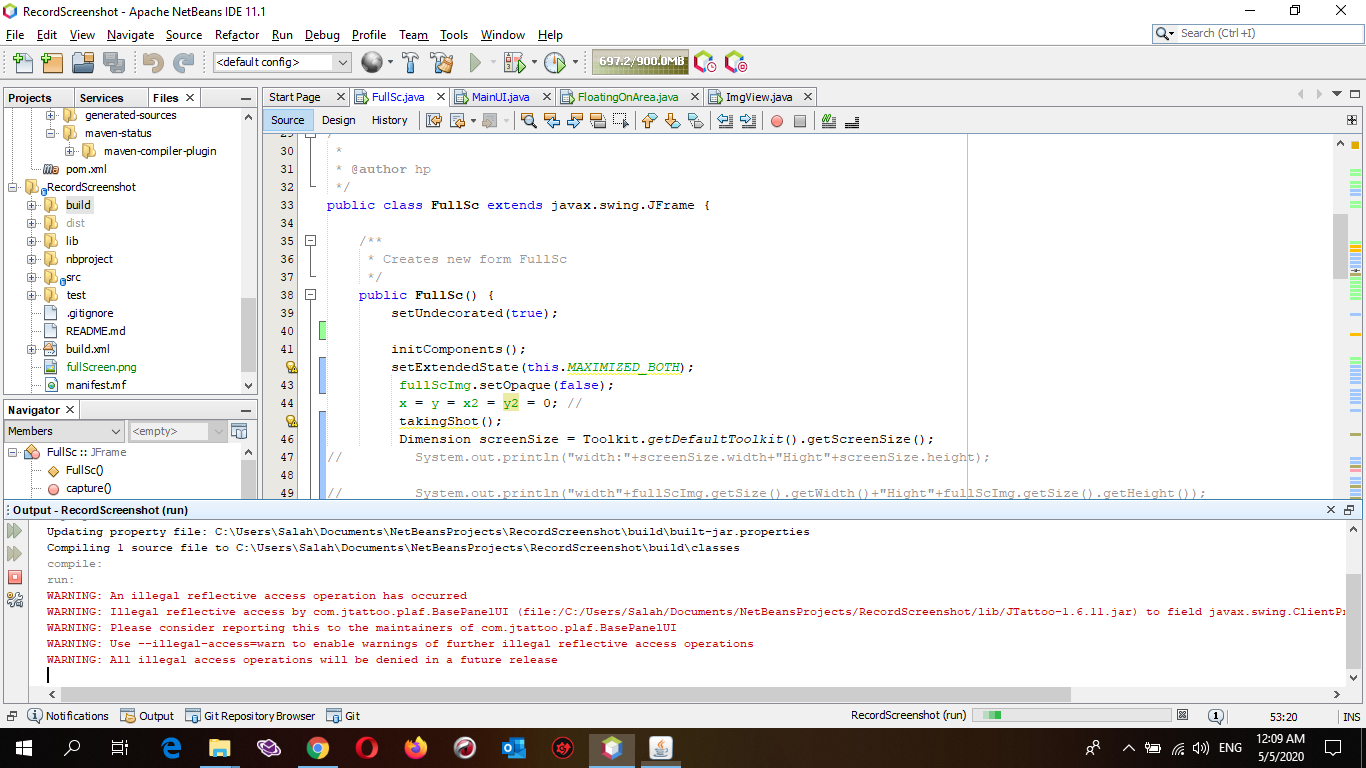 RecordScreenshot - Apache NetBeans IDE 11.1
File Edit View Navigate Source Refactor Run Debug Profile Team Tools Window Help
Search (Ctrl+I)
<default config>
697.2/900.0MB
Projects Services Files
Start Page FullSc.java MainUI.java FloatingOnArea.java ImgView.java
Source Design History
generated-sources
maven-status
maven-compiler-plugin
pom.xml
RecordScreenshot
build
dist
lib
nbproject
src
test
.gitignore
README.md
build.xml
fullScreen.png
manifest.mf
Navigator
Members <empty>
FullSc :: JFrame
FullSc()
capture()
30 *
31 * @author hp
32 */
33 public class FullSc extends javax.swing.JFrame {
34
35 /**
36 * Creates new form FullSc
37 */
38 public FullSc() {
39 setUndecorated(true);
40
41 initComponents();
setExtendedState(this.MAXIMIZED_BOTH);
43 fullScImg.setOpaque(false);
44 x = y = x2 = y2 = 0; //
takingShot();
46 Dimension screenSize = Toolkit.getDefaultToolkit().getScreenSize();
47 // System.out.println("width:"+screenSize.width+"Hight"+screenSize.height);
48
49 // System.out.println("width"+fullScImg.getSize().getWidth()+"Hight"+fullScImg.getSize().getHeight());
Output - RecordScreenshot (run)
Updating property file: C:\Users\Salah\Documents\NetBeansProjects\RecordScreenshot\build\built-jar.properties
Compiling 1 source file to C:\Users\Salah\Documents\NetBeansProjects\RecordScreenshot\build\classes
compile:
run:
WARNING: An illegal reflective access operation has occurred
WARNING: Illegal reflective access by com.jtattoo.plaf.BasePanelUI (file:/C:/Users/Salah/Documents/NetBeansProjects/RecordScreenshot/lib/JTattoo-1.6.11.jar) to field javax.swing.ClientPr
WARNING: Please consider reporting this to the maintainers of com.jtattoo.plaf.BasePanelUI
WARNING: Use --illegal-access=warn to enable warnings of further illegal reflective access operations
WARNING: All illegal access operations will be denied in a future release
Notifications Output Git Repository Browser Git RecordScreenshot (run) 53:20 INS
ENG
12:09 AM
5/5/2020